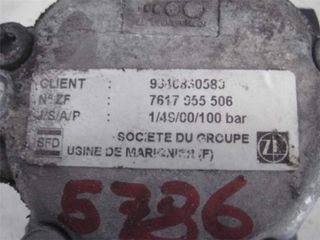 CLIENT : 9640830580
N° ZF : 7617 955 506
J/S/A/P : 1/49/00/100 bar
SFD SOCIETE DU GROUPE ZF
USINE DE MARIGNIER (F)
5786